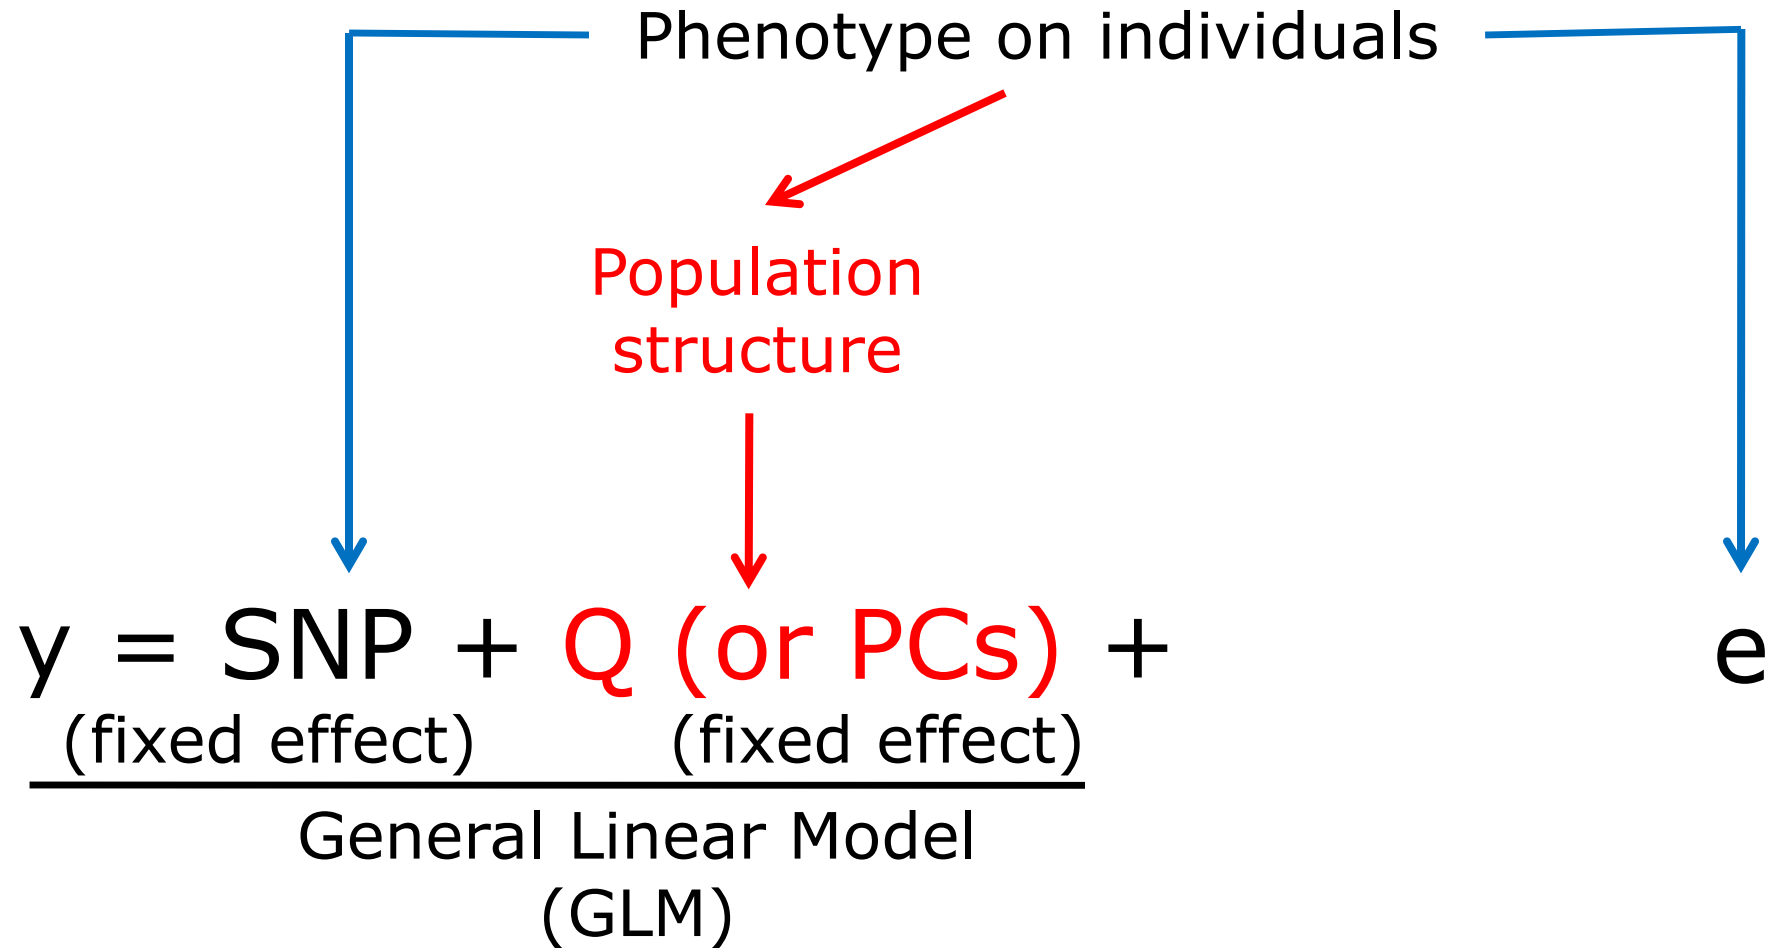 Phenotype on individuals
Population
structure
y = SNP + Q (or PCs) + e
(fixed effect) (fixed effect)
General Linear Model
(GLM)